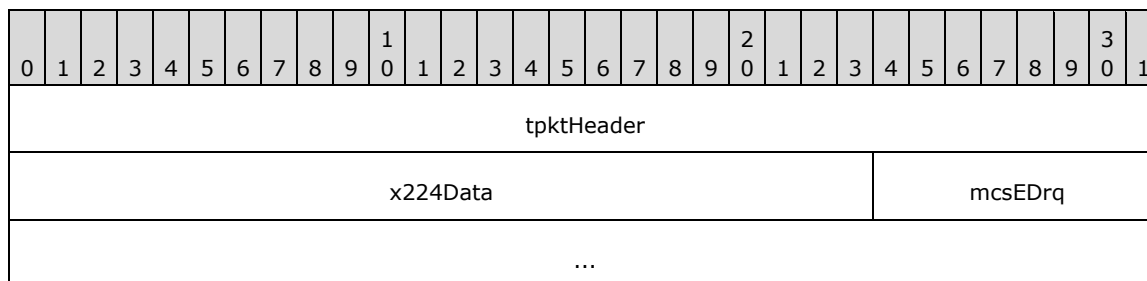 1 2 3
0 1 2 3 4 5 6 7 8 9 0 1 2 3 4 5 6 7 8 9 0 1 2 3 4 5 6 7 8 9 0 1
tpktHeader
x224Data mcsEDrq
...